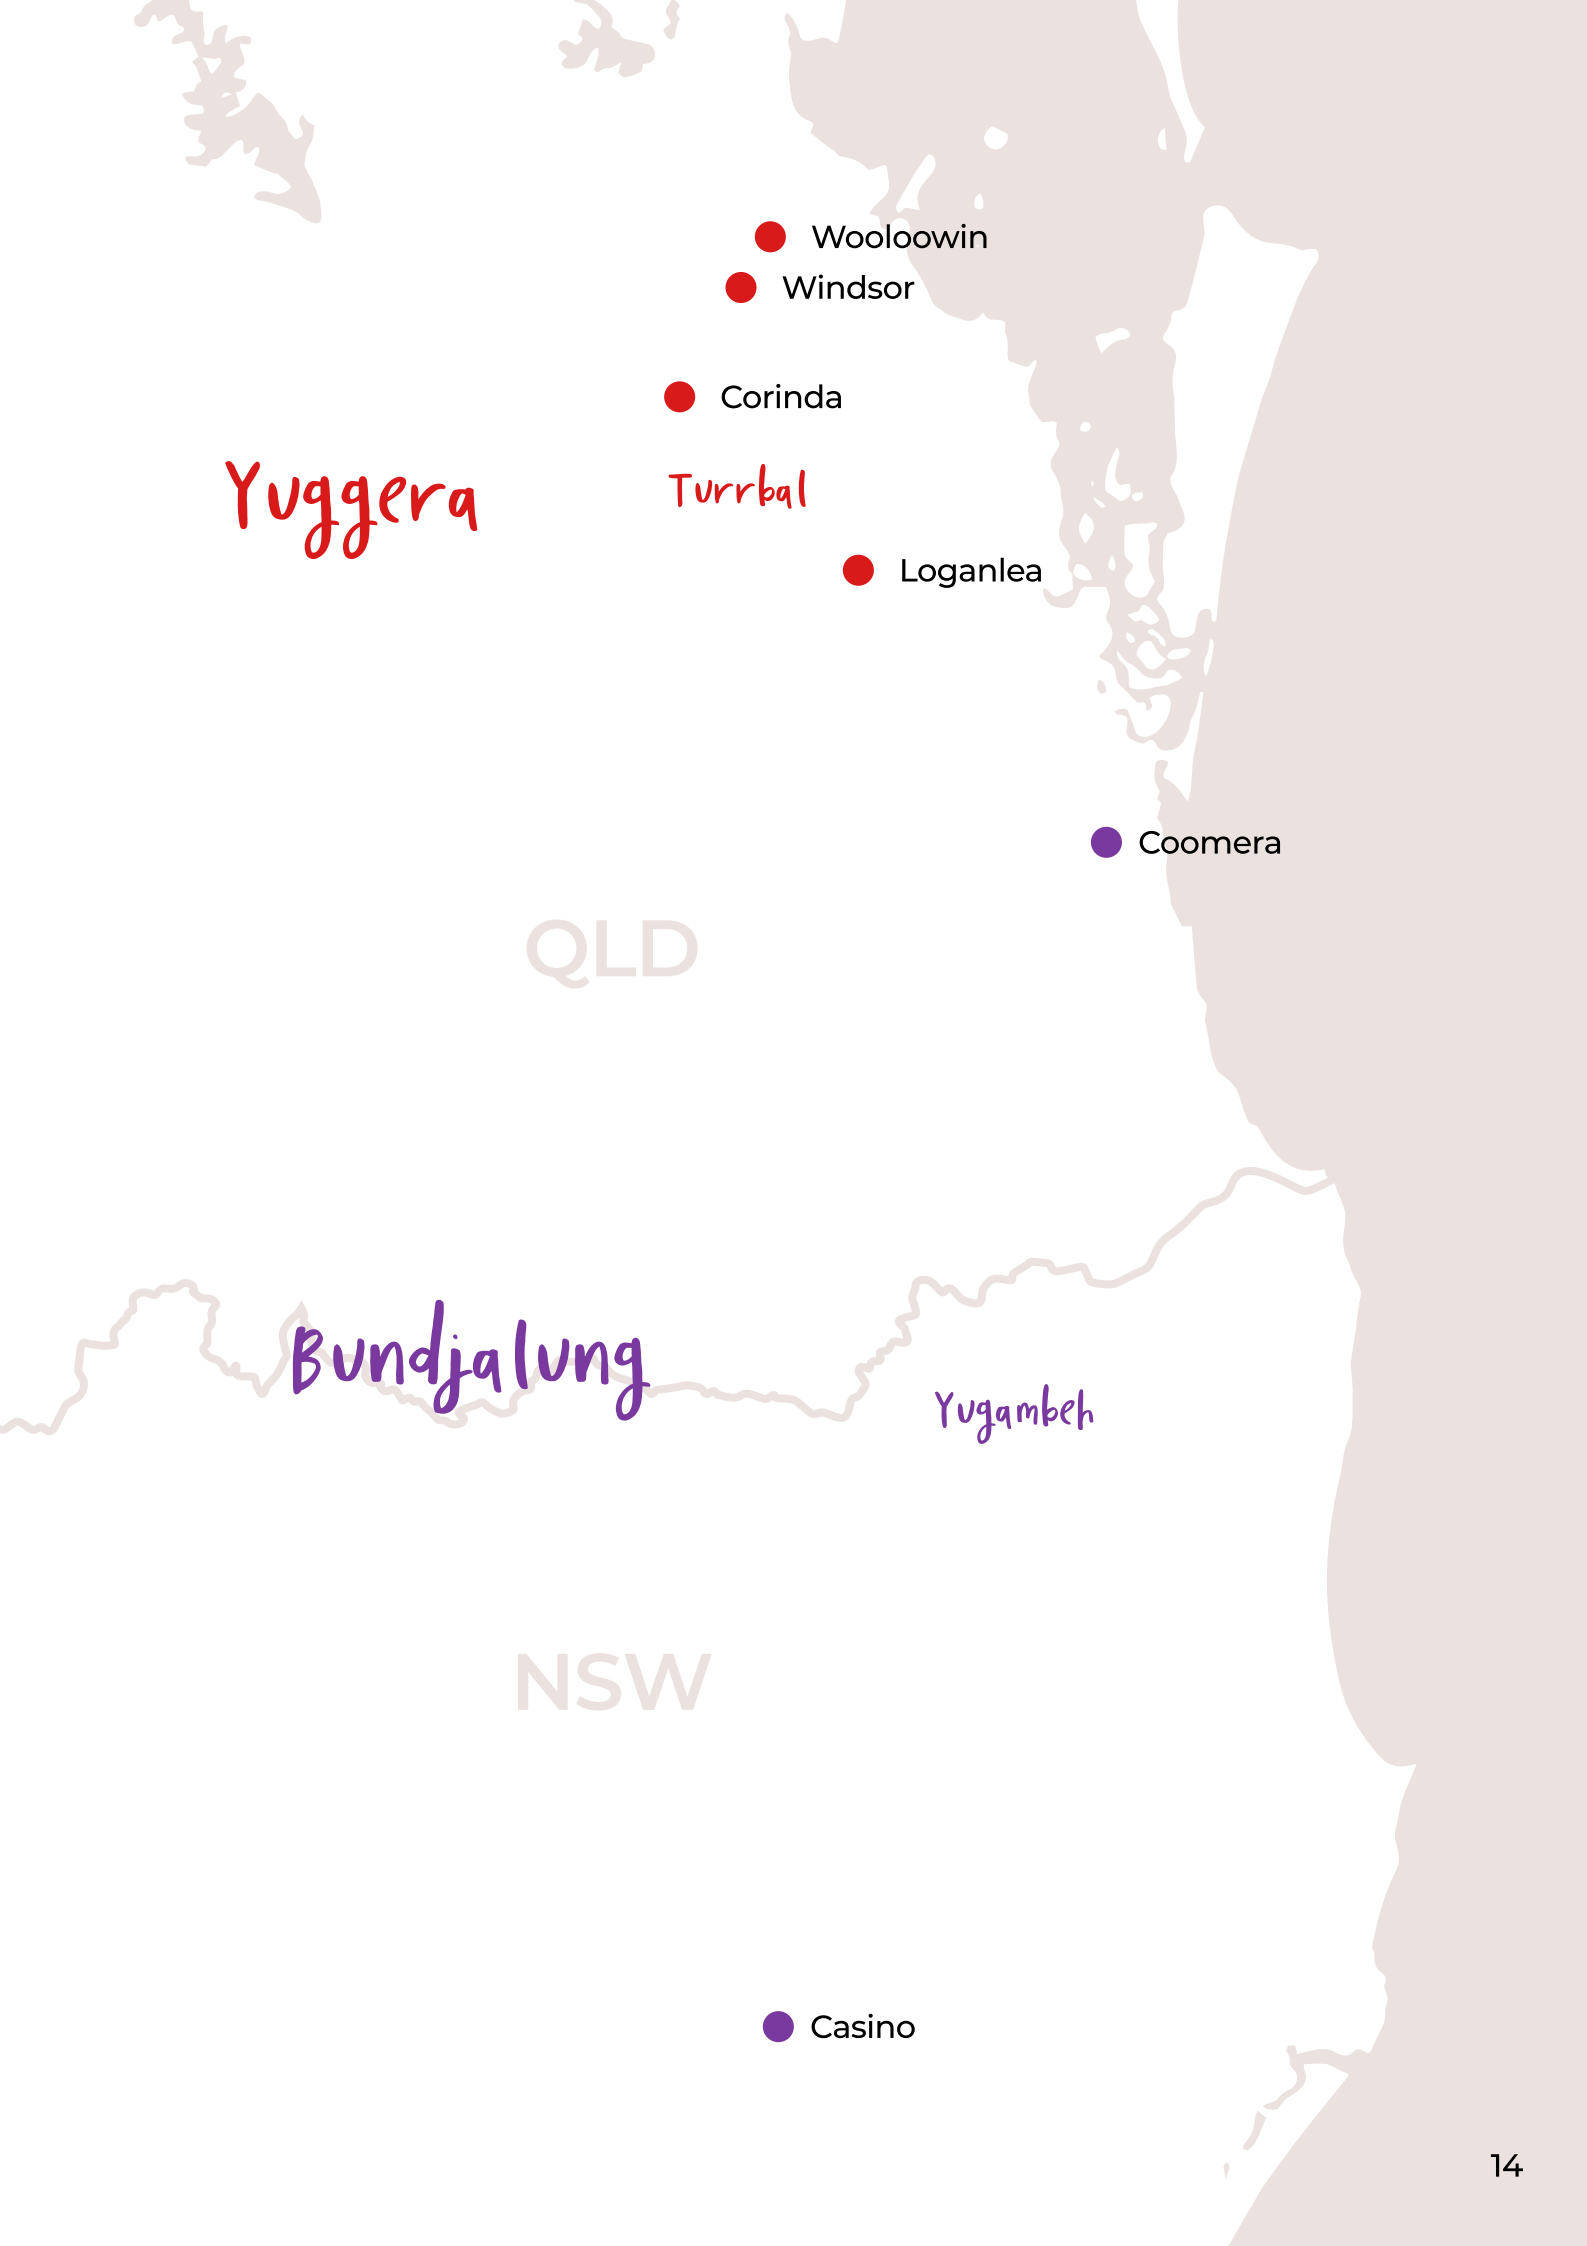 Wooloowin
Windsor
Corinda
Yuggera
Turrbal
Loganlea
Coomera
QLD
Bundjalung
Yugambeh
NSW
Casino
14